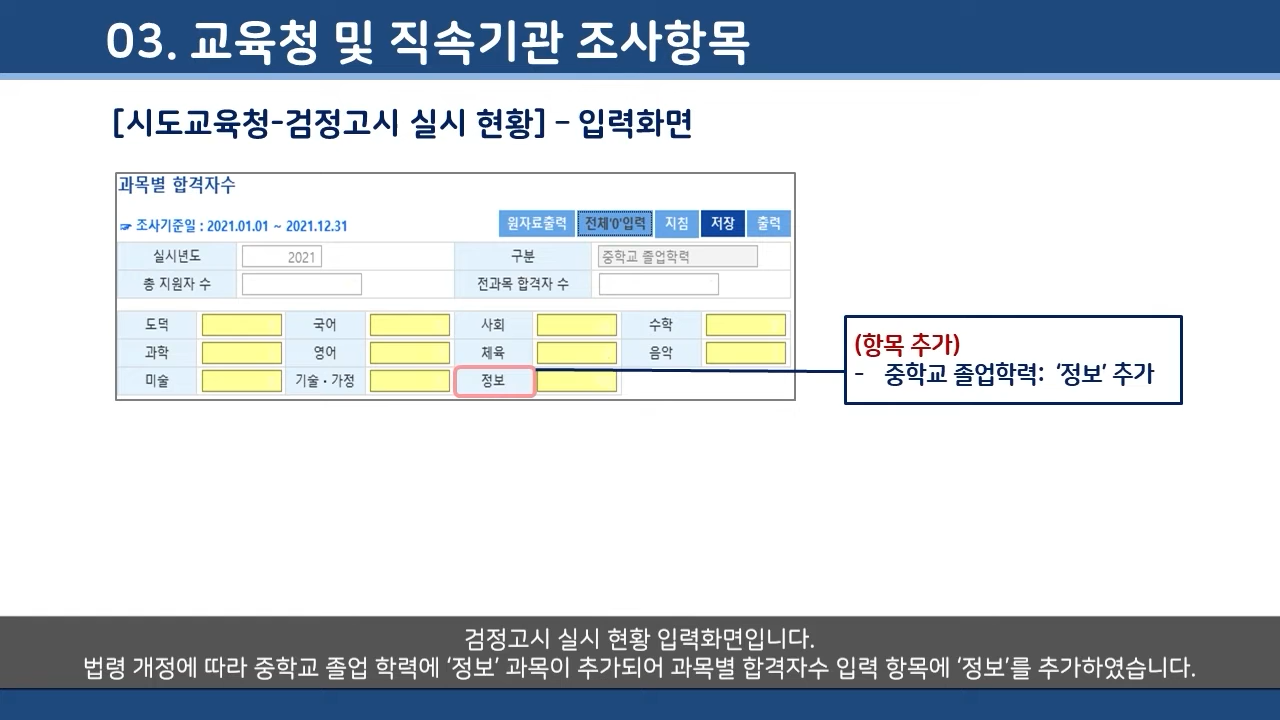 03. 교육청 및 직속기관 조사항목
[시도교육청-검정고시 실시 현황] – 입력화면
과목별 합격자수
☞ 조사기준일 : 2021.01.01 ~ 2021.12.31
원자료출력 전체'0'입력 지침 저장 출력
실시년도 2021 구분 중학교 졸업학력
총 지원자 수 전과목 합격자 수
도덕 국어 사회 수학
과학 영어 체육 음악
미술 기술·가정 정보
(항목 추가)
- 중학교 졸업학력: ‘정보’ 추가
검정고시 실시 현황 입력화면입니다.
법령 개정에 따라 중학교 졸업 학력에 ‘정보’ 과목이 추가되어 과목별 합격자수 입력 항목에 ‘정보’를 추가하였습니다.